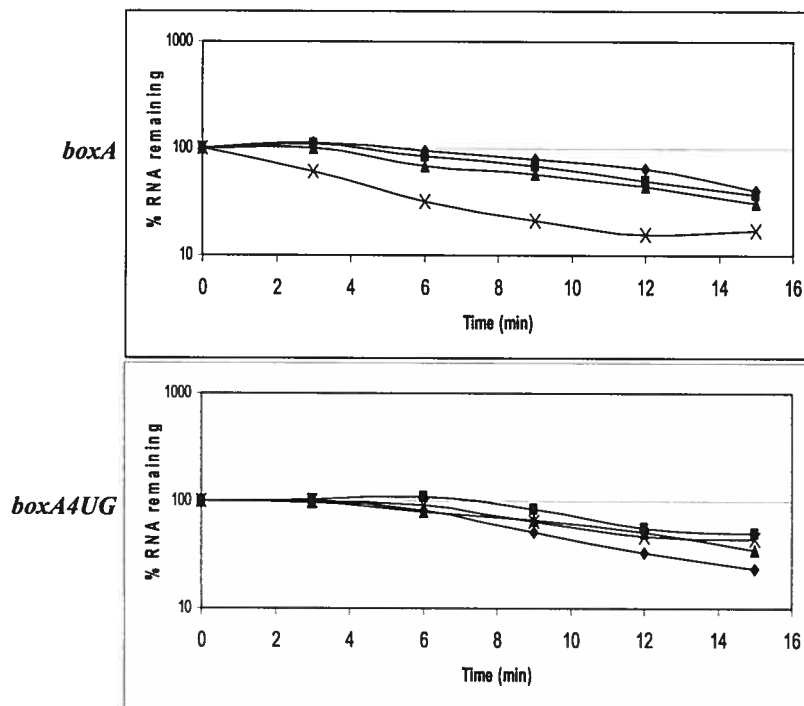 boxA
% RNA remaining
1000
100
10
0 2 4 6 8 10 12 14 16
Time (min)
boxA4UG
% RNA remaining
1000
100
10
0 2 4 6 8 10 12 14 16
Time (min)